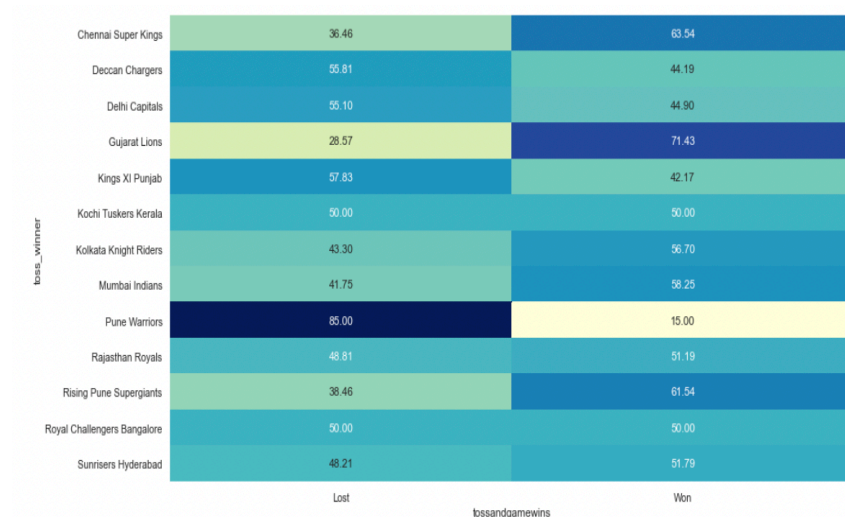 Chennai Super Kings 36.46 63.54
Deccan Chargers 55.81 44.19
Delhi Capitals 55.10 44.90
Gujarat Lions 28.57 71.43
Kings XI Punjab 57.83 42.17
Kochi Tuskers Kerala 50.00 50.00
toss_winner
Kolkata Knight Riders 43.30 56.70
Mumbai Indians 41.75 58.25
Pune Warriors 85.00 15.00
Rajasthan Royals 48.81 51.19
Rising Pune Supergiants 38.46 61.54
Royal Challengers Bangalore 50.00 50.00
Sunrisers Hyderabad 48.21 51.79
Lost Won
tossandgamewins